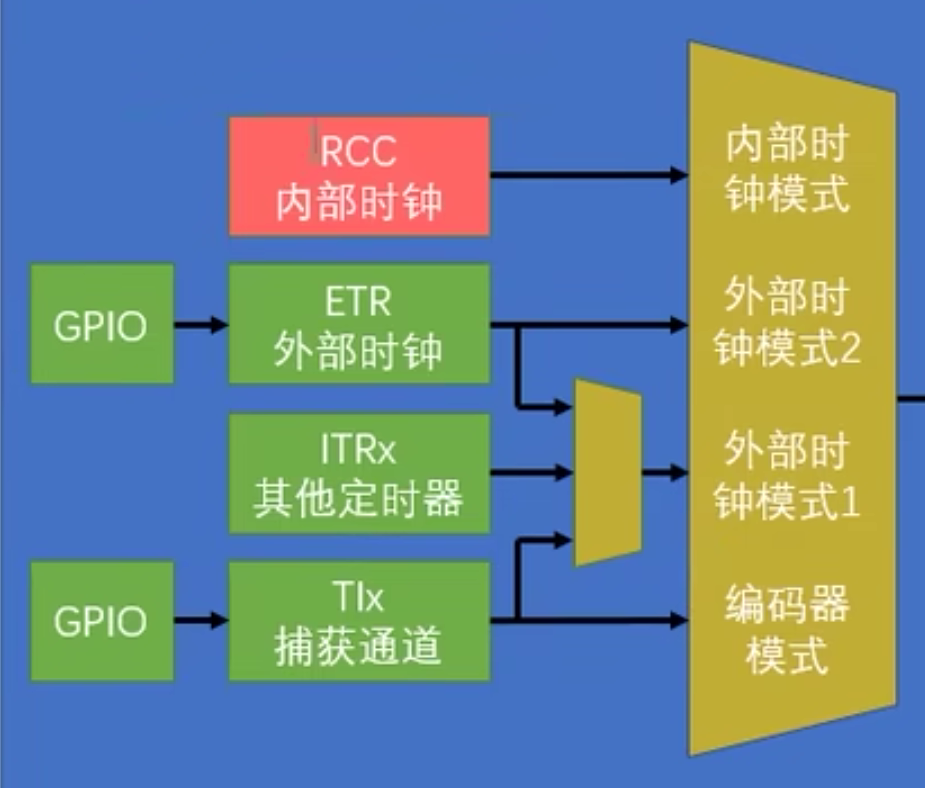 RCC
内部时钟
GPIO
ETR
外部时钟
ITRx
其他定时器
GPIO
TIx
捕获通道
内部时
钟模式
外部时
钟模式2
外部时
钟模式1
编码器
模式